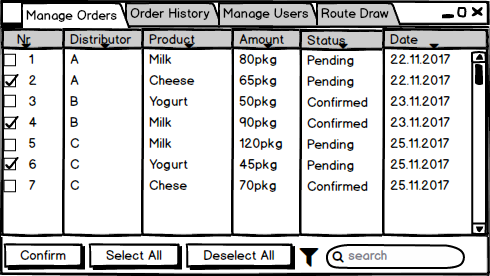 Manage Orders Order History Manage Users Route Draw
Nr Distributor Product Amount Status Date
1 A Milk 80pkg Pending 22.11.2017
2 A Cheese 65pkg Pending 22.11.2017
3 B Yogurt 50pkg Confirmed 23.11.2017
4 B Milk 90pkg Confirmed 23.11.2017
5 C Milk 120pkg Pending 25.11.2017
6 C Yogurt 45pkg Pending 25.11.2017
7 C Chese 70pkg Confirmed 25.11.2017
Confirm Select All Deselect All search